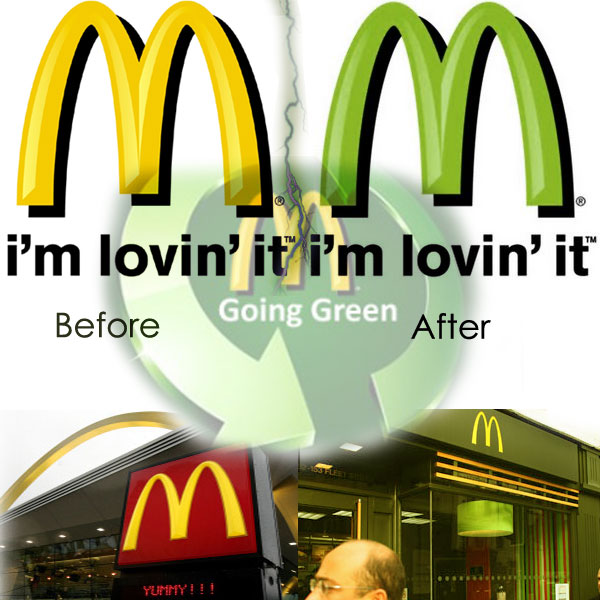 i'm lovin' it™
i'm lovin' it™
Going Green
Before
After
YUMMY!!!